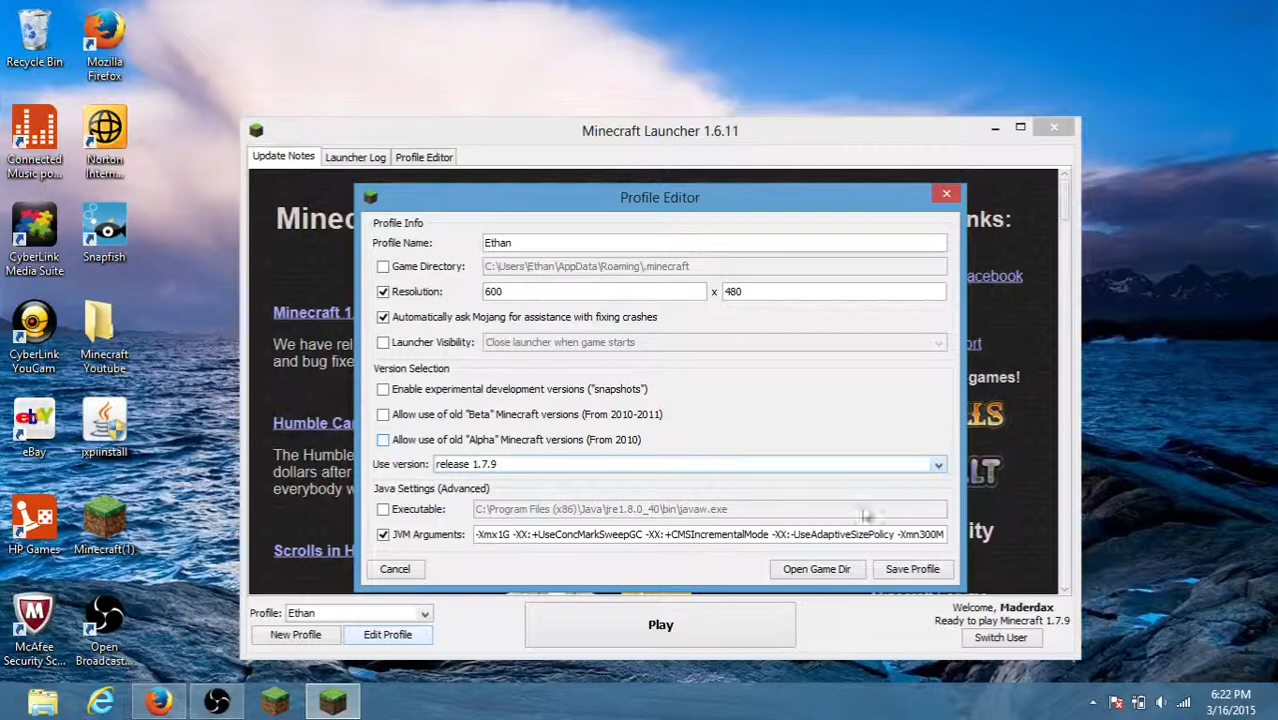 Recycle Bin
Mozilla
Firefox
Connected
Music po...
Norton
Intern...
CyberLink
Media Suite
Snapfish
CyberLink
YouCam
Minecraft
Youtube
eBay
jxpiinstall
HP Games
Minecraft(1)
McAfee
Security Sc...
Open
Broadcast...
Minecraft Launcher 1.6.11
Update Notes
Launcher Log
Profile Editor
Minec
inks:
acebook
Minecraft 1.
We have rel
and bug fixe
ort
games!
Humble Ca
The Humble
dollars after
everybody w
Scrolls in H
ity
Profile Editor
Profile Info
Profile Name: Ethan
Game Directory: C:\Users\Ethan\AppData\Roaming\.minecraft
Resolution: 600 x 480
Automatically ask Mojang for assistance with fixing crashes
Launcher Visibility: Close launcher when game starts
Version Selection
Enable experimental development versions ("snapshots")
Allow use of old "Beta" Minecraft versions (From 2010-2011)
Allow use of old "Alpha" Minecraft versions (From 2010)
Use version: release 1.7.9
Java Settings (Advanced)
Executable: C:\Program Files (x86)\Java\jre1.8.0_40\bin\javaw.exe
JVM Arguments: -Xmx1G -XX:+UseConcMarkSweepGC -XX:+CMSIncrementalMode -XX:-UseAdaptiveSizePolicy -Xmn300M
Cancel
Open Game Dir
Save Profile
Profile: Ethan
New Profile
Edit Profile
Play
Welcome, Maderdax
Ready to play Minecraft 1.7.9
Switch User
6:22 PM
3/16/2015